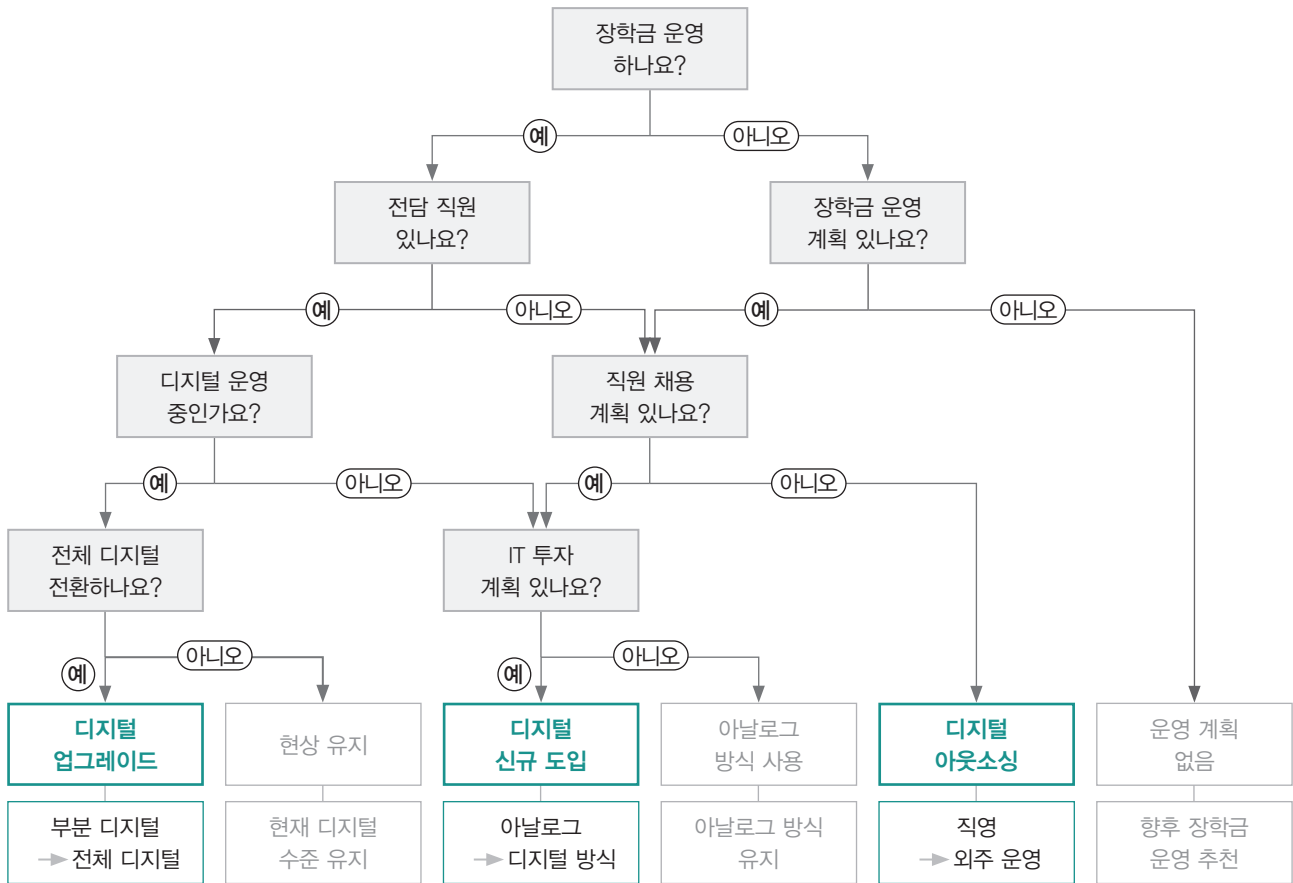 장학금 운영
하나요?
예
아니오
전담 직원
있나요?
장학금 운영
계획 있나요?
예
아니오
예
아니오
디지털 운영
중인가요?
직원 채용
계획 있나요?
예
아니오
예
아니오
전체 디지털
전환하나요?
IT 투자
계획 있나요?
예
아니오
예
아니오
디지털
업그레이드
현상 유지
디지털
신규 도입
아날로그
방식 사용
디지털
아웃소싱
운영 계획
없음
부분 디지털
→ 전체 디지털
현재 디지털
수준 유지
아날로그
→ 디지털 방식
아날로그 방식
유지
직영
→ 외주 운영
향후 장학금
운영 추천